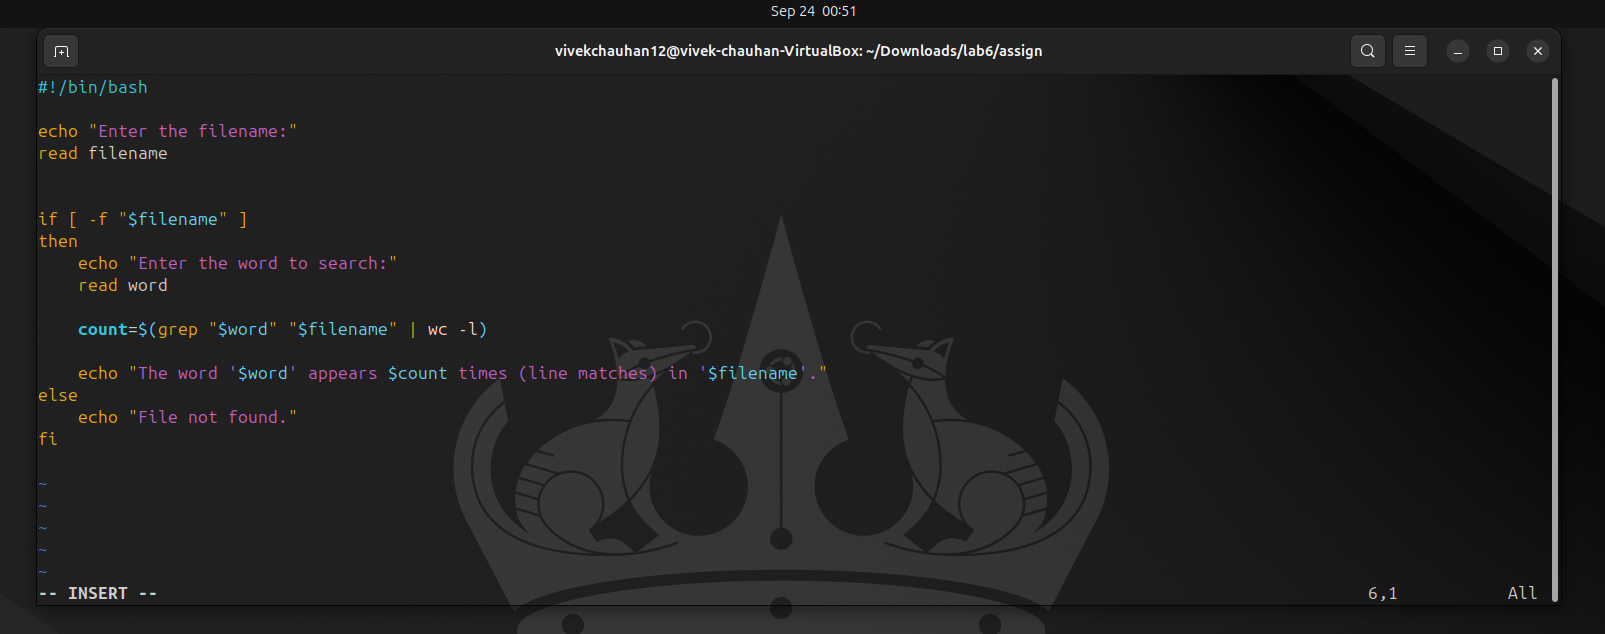 Sep 24 00:51
vivekchauhan12@vivek-chauhan-VirtualBox: ~/Downloads/lab6/assign
#!/bin/bash
echo "Enter the filename:"
read filename
if [ -f "$filename" ]
then
    echo "Enter the word to search:"
    read word
    count=$(grep "$word" "$filename" | wc -l)
    echo "The word '$word' appears $count times (line matches) in '$filename'."
else
    echo "File not found."
fi
~
~
~
~
~
-- INSERT -- 6,1 All